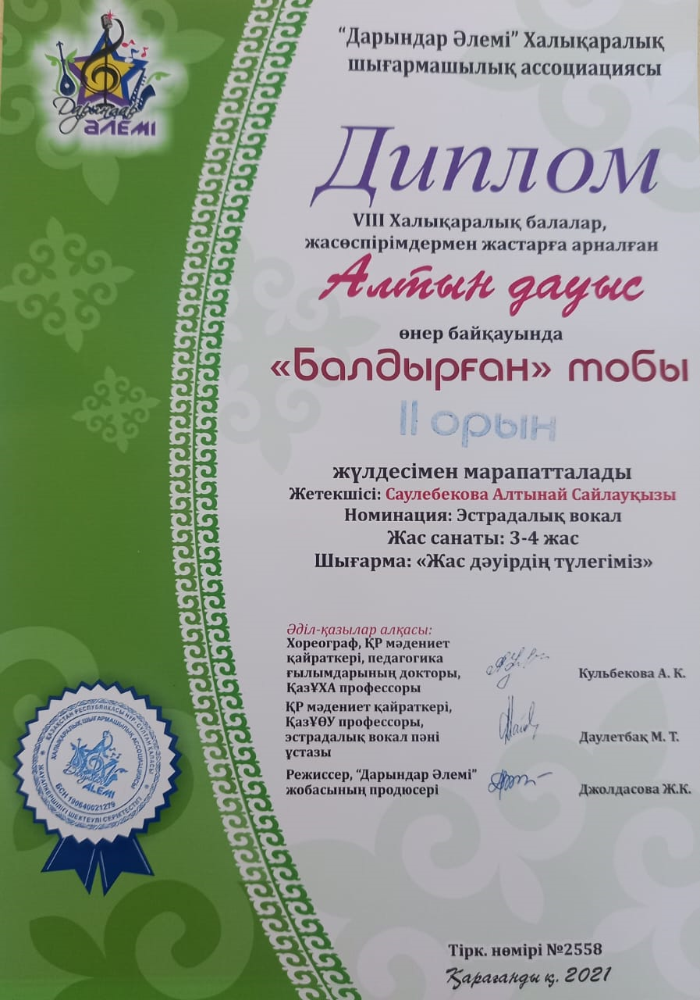 Дарындар
әлемі
“Дарындар Әлемі” Халықаралық
шығармашылық ассоциациясы
Диплом
VIII Халықаралық балалар,
жасөспірімдермен жастарға арналған
Алтын дауыс
өнер байқауында
«Балдырған» тобы
II орын
жүлдесімен марапатталады
Жетекшісі: Саулебекова Алтынай Сайлауқызы
Номинация: Эстрадалық вокал
Жас санаты: 3-4 жас
Шығарма: «Жас дәуірдің түлегіміз»
Әділ-қазылар алқасы:
Хореограф, ҚР мәдениет
қайраткері, педагогика
ғылымдарының докторы,
ҚазҰХА профессоры
Кульбекова А. К.
ҚР мәдениет қайраткері,
ҚазҰӨУ профессоры,
эстрадалық вокал пәні
ұстазы
Даулетбақ М. Т.
Режиссер, “Дарындар Әлемі”
жобасының продюсері
Джолдасова Ж.К.
ҚАЗАҚСТАН РЕСПУБЛИКАСЫ НҰР-СҰЛТАН ҚАЛАСЫ
ЖАУАПКЕРШІЛІГІ ШЕКТЕУЛІ СЕРІКТЕСТІГІ
ХАЛЫҚАРАЛЫҚ ШЫҒАРМАШЫЛЫҚ АССОЦИАЦИЯСЫ
БСН 190640021279
ӘЛЕМІ
Тірк. нөмірі №2558
Қарағанды қ. 2021